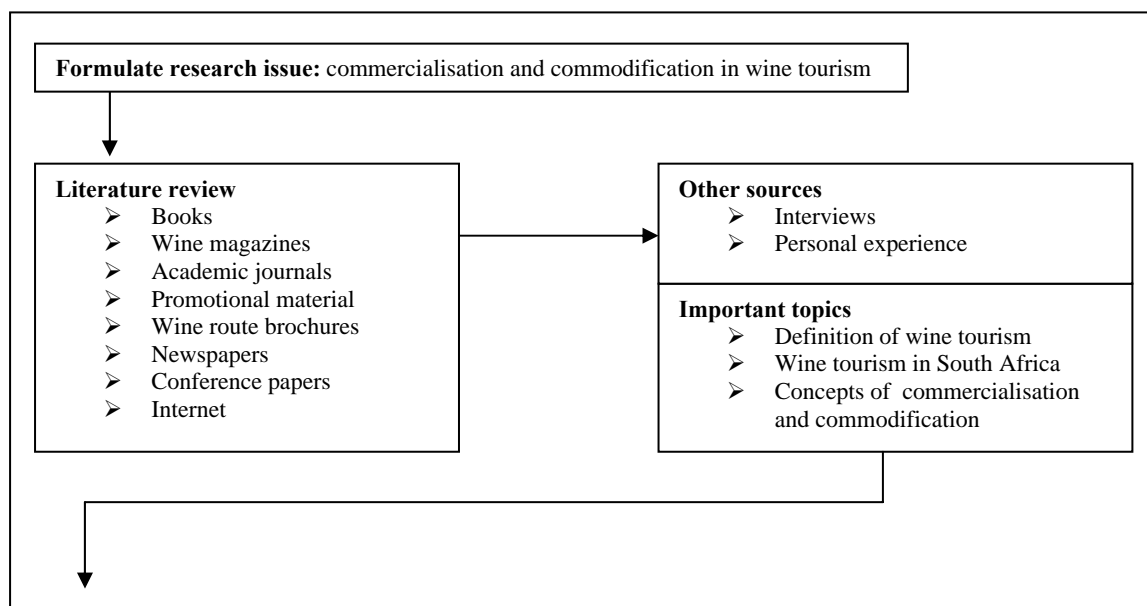 Formulate research issue: commercialisation and commodification in wine tourism
Literature review
➢ Books
➢ Wine magazines
➢ Academic journals
➢ Promotional material
➢ Wine route brochures
➢ Newspapers
➢ Conference papers
➢ Internet
Other sources
➢ Interviews
➢ Personal experience
Important topics
➢ Definition of wine tourism
➢ Wine tourism in South Africa
➢ Concepts of commercialisation
and commodification